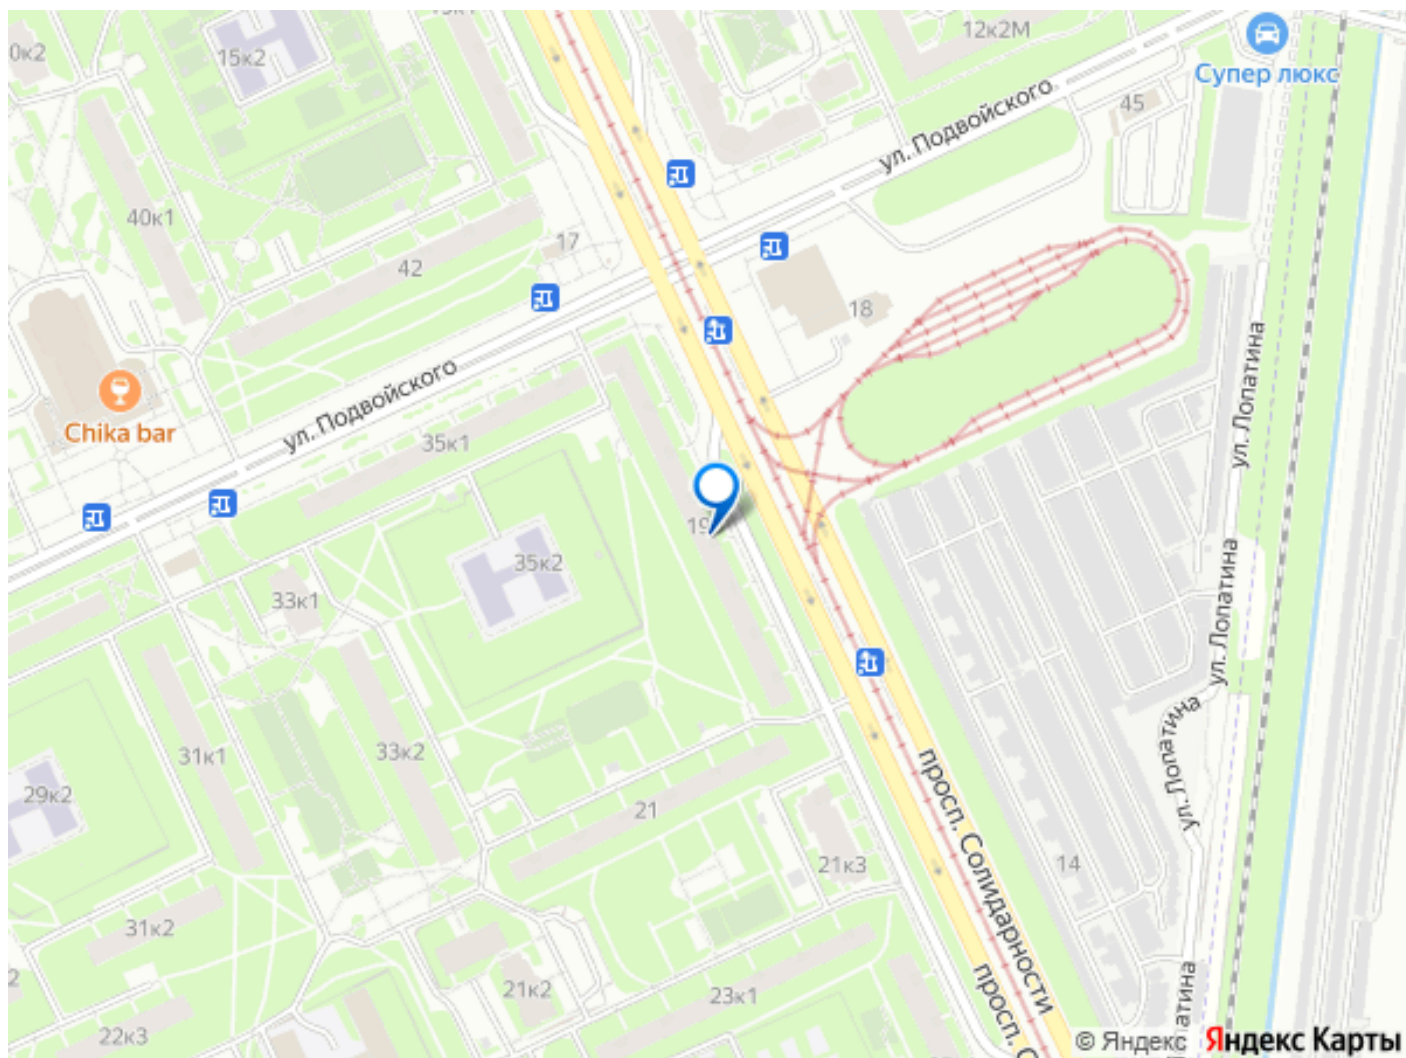 12к2М
0к2
15к2
Супер люкс
45
ул. Подвойского
40к1
17
42
18
ул. Лопатина
ул. Подвойского
Chika bar
35к1
19
35к2
33к1
ул. Лопатина
31к1
33к2
ул. Лопатина
29к2
21
просп. Солидарности
21к3
14
31к2
21к2
23к1
просп. С
атина
22к3
© Яндекс Яндекс Карты